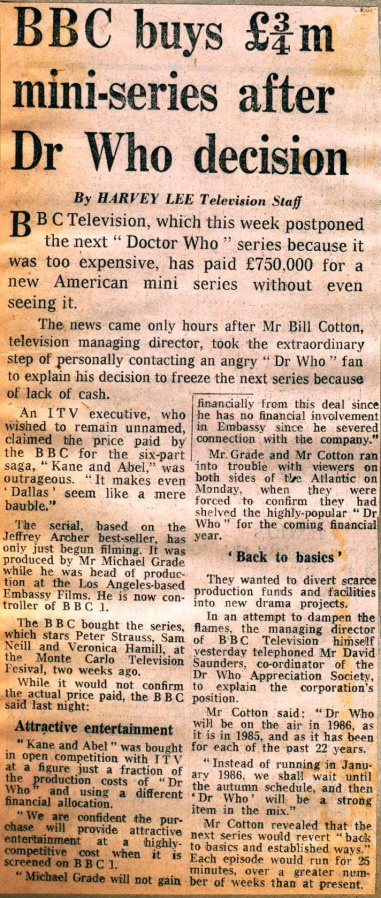 BBC buys £¾m
mini-series after
Dr Who decision
By HARVEY LEE Television Staff
BBC Television, which this week postponed
the next “ Doctor Who ” series because it
was too expensive, has paid £750,000 for a
new American mini series without even
seeing it.
The news came only hours after Mr Bill Cotton,
television managing director, took the extraordinary
step of personally contacting an angry “ Dr Who ” fan
to explain his decision to freeze the next series because
of lack of cash.
An ITV executive, who
wished to remain unnamed,
claimed the price paid by
the BBC for the six-part
saga, “ Kane and Abel,” was
outrageous. “ It makes even
‘ Dallas ’ seem like a mere
bauble.”
The serial, based on the
Jeffrey Archer best-seller, has
only just begun filming. It was
produced by Mr Michael Grade
while he was head of produc-
tion at the Los Angeles-based
Embassy Films. He is now con-
troller of BBC 1.
The BBC bought the series,
which stars Peter Strauss, Sam
Neill and Veronica Hamill, at
the Monte Carlo Television
Fesival, two weeks ago.
While it would not confirm
the actual price paid, the BBC
said last night:
Attractive entertainment
“ Kane and Abel ” was bought
in open competition with ITV
at a figure just a fraction of
the production costs of “ Dr
Who ” and using a different
financial allocation.
“ We are confident the pur-
chase will provide attractive
entertainment at a highly-
competitive cost when it is
screened on BBC 1.
“ Michael Grade will not gain
financially from this deal since
he has no financial involvement
in Embassy since he severed
connection with the company.”
Mr. Grade and Mr Cotton ran
into trouble with viewers on
both sides of the Atlantic on
Monday, when they were
forced to confirm they had
shelved the highly-popular “ Dr
Who ” for the coming financial
year.
‘ Back to basics ’
They wanted to divert scarce
production funds and facilities
into new drama projects.
In an attempt to dampen the
flames, the managing director
of BBC Television himself
yesterday telephoned Mr David
Saunders, co-ordinator of the
Dr Who Appreciation Society,
to explain the corporation’s
position.
Mr Cotton said: “ Dr Who
will be on the air in 1986, as
it is in 1985, and as it has been
for each of the past 22 years.
“ Instead of running in Janu-
ary 1986, we shall wait until
the autumn schedule, and then
‘ Dr Who ’ will be a strong
item in the mix.”
Mr Cotton revealed that the
next series would revert “ back
to basics and established ways.”
Each episode would run for 25
minutes, over a greater num-
ber of weeks than at present.